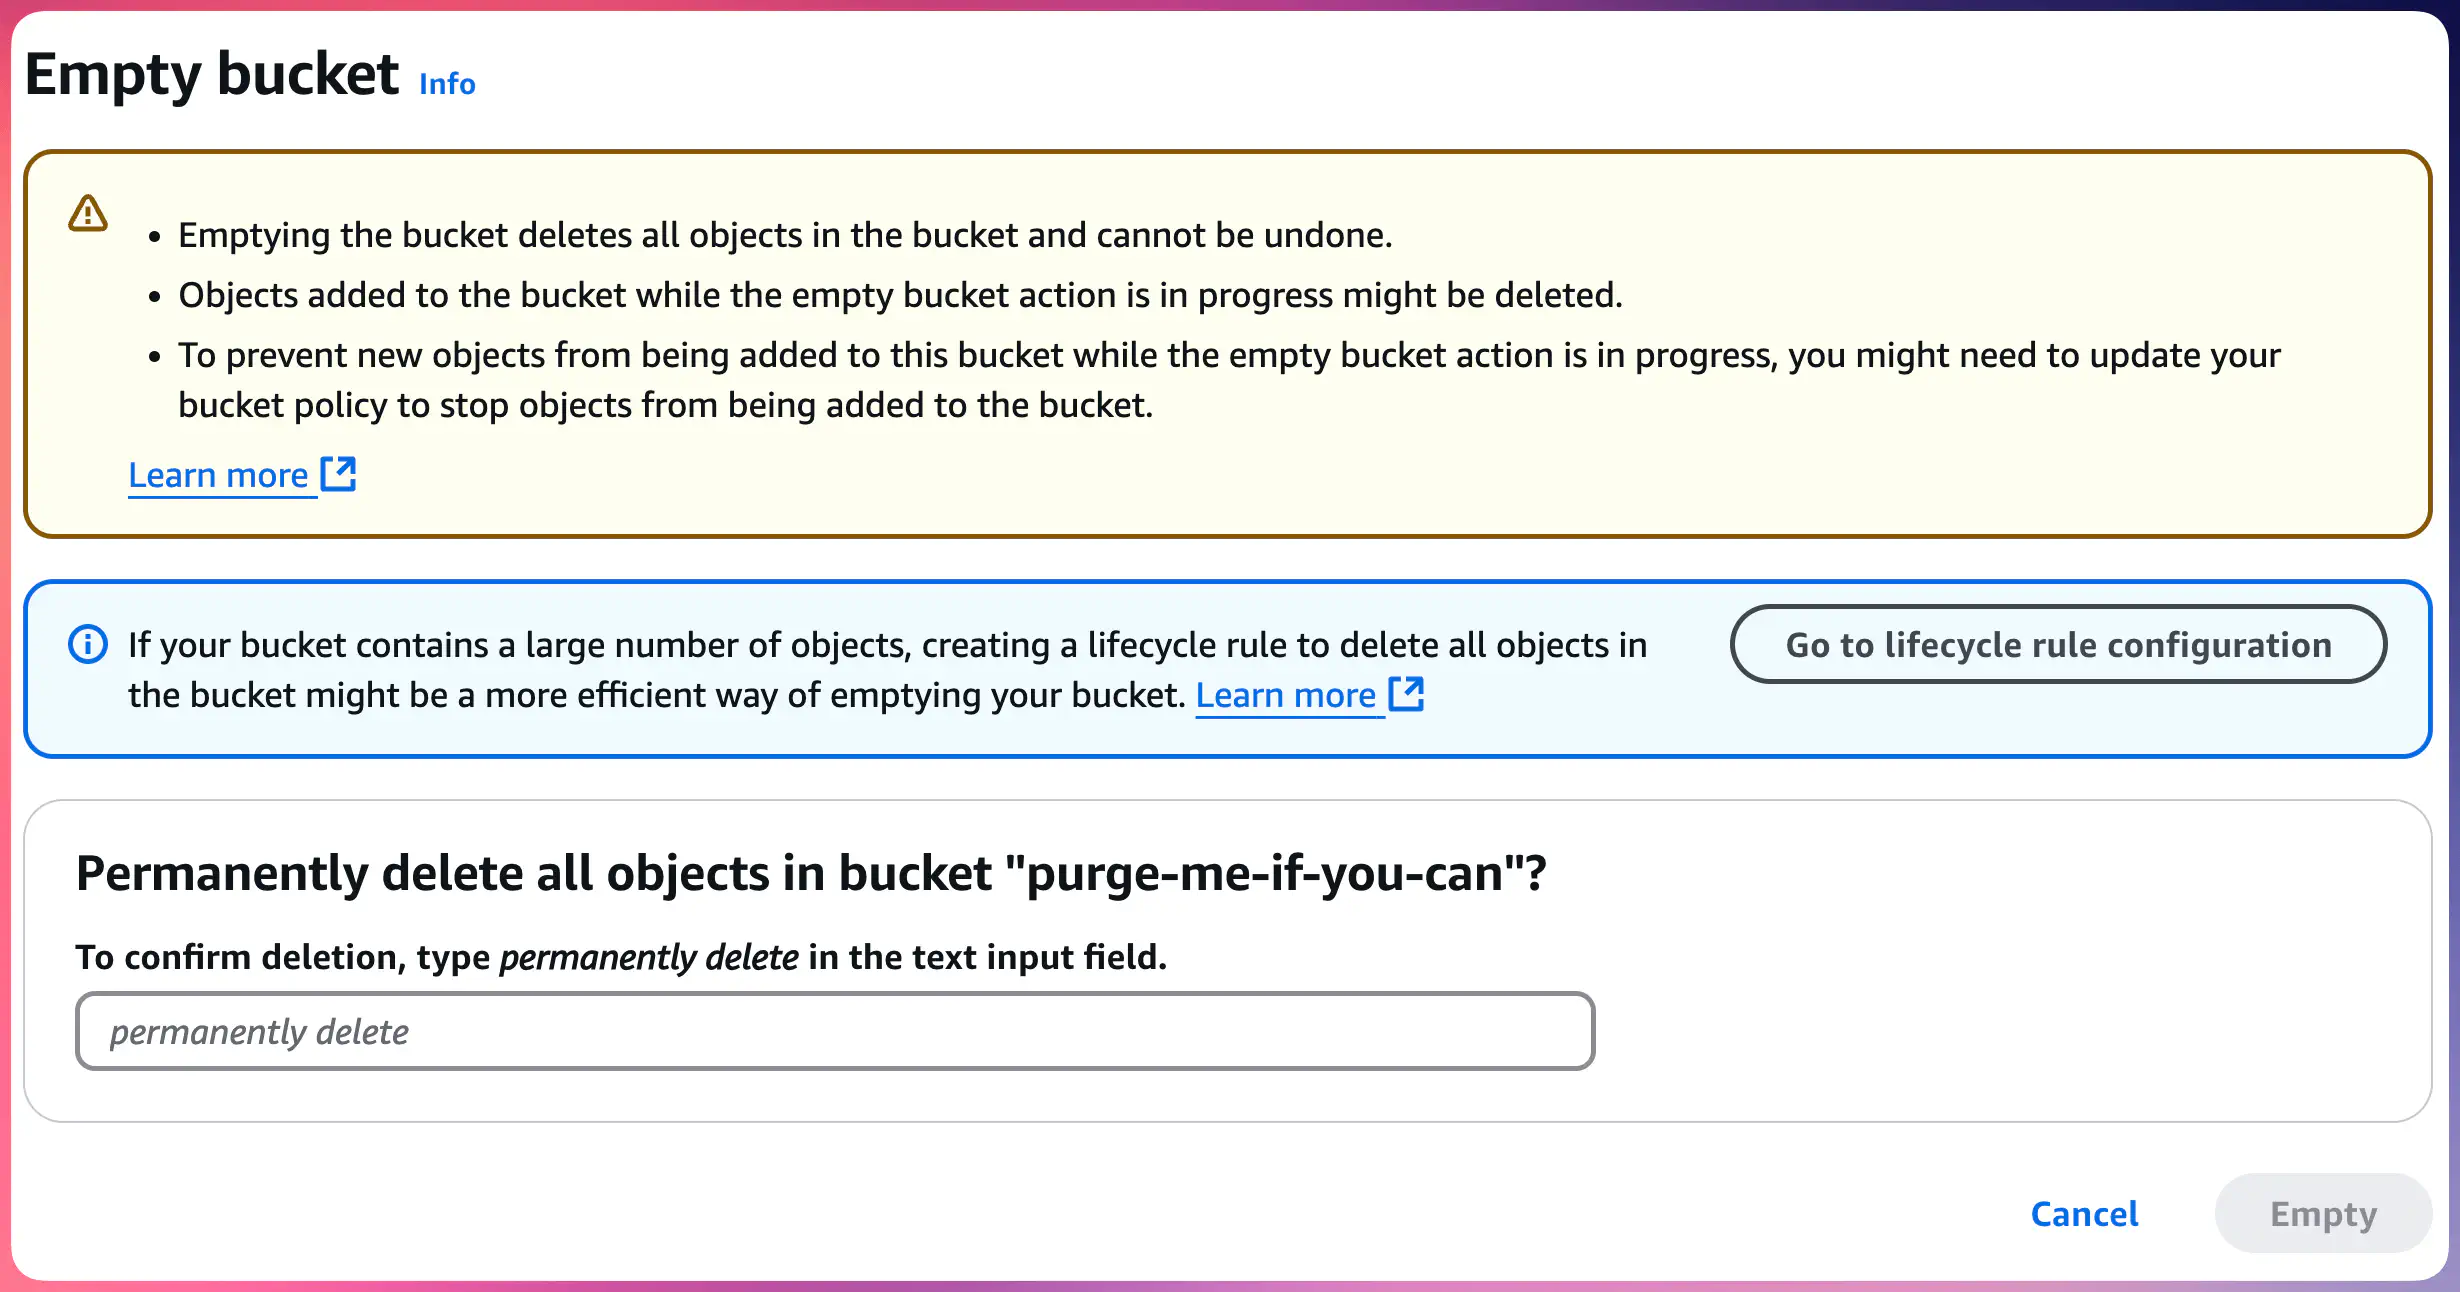 Empty bucket Info
Emptying the bucket deletes all objects in the bucket and cannot be undone.
Objects added to the bucket while the empty bucket action is in progress might be deleted.
To prevent new objects from being added to this bucket while the empty bucket action is in progress, you might need to update your
bucket policy to stop objects from being added to the bucket.
Learn more
If your bucket contains a large number of objects, creating a lifecycle rule to delete all objects in
the bucket might be a more efficient way of emptying your bucket. Learn more
Go to lifecycle rule configuration
Permanently delete all objects in bucket "purge-me-if-you-can"?
To confirm deletion, type permanently delete in the text input field.
permanently delete
Cancel
Empty